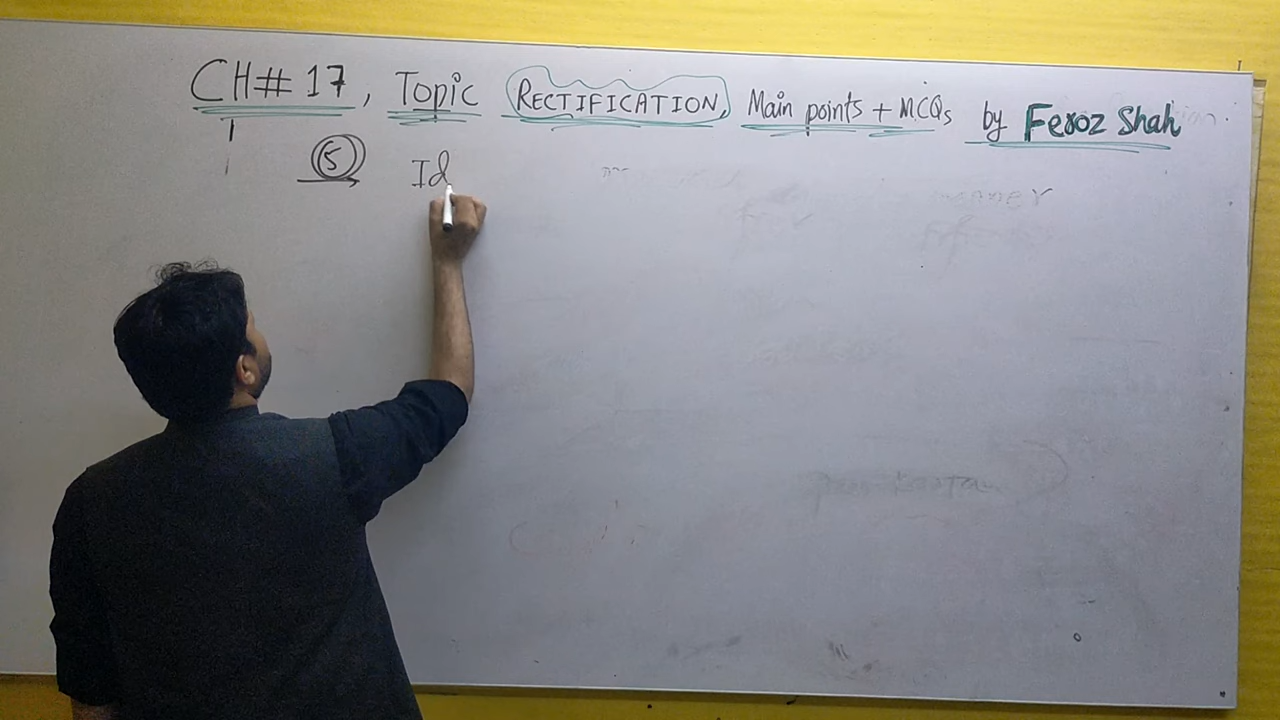 CH# 17, Topic RECTIFICATION Main points + MCQs by Feroz Shah
5 Id